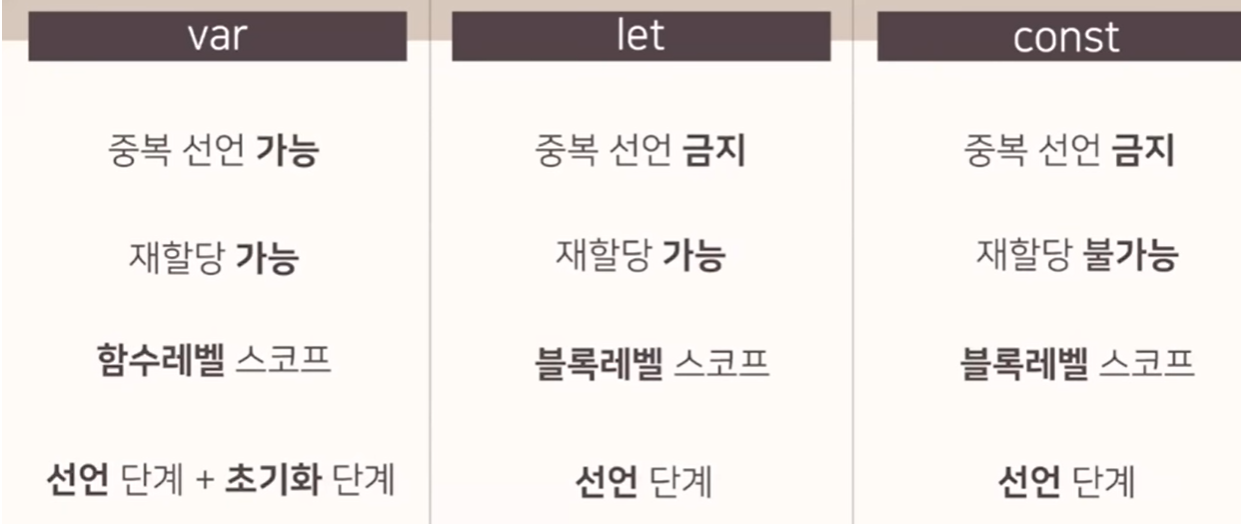 var
let
const
중복 선언 가능
중복 선언 금지
중복 선언 금지
재할당 가능
재할당 가능
재할당 불가능
함수레벨 스코프
블록레벨 스코프
블록레벨 스코프
선언 단계 + 초기화 단계
선언 단계
선언 단계